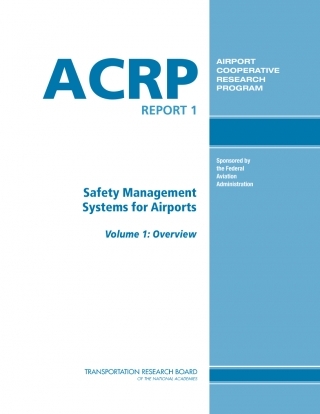 ACRP
REPORT 1
AIRPORT
COOPERATIVE
RESEARCH
PROGRAM
Sponsored by
the Federal
Aviation
Administration
Safety Management
Systems for Airports
Volume 1: Overview
TRANSPORTATION RESEARCH BOARD
OF THE NATIONAL ACADEMIES